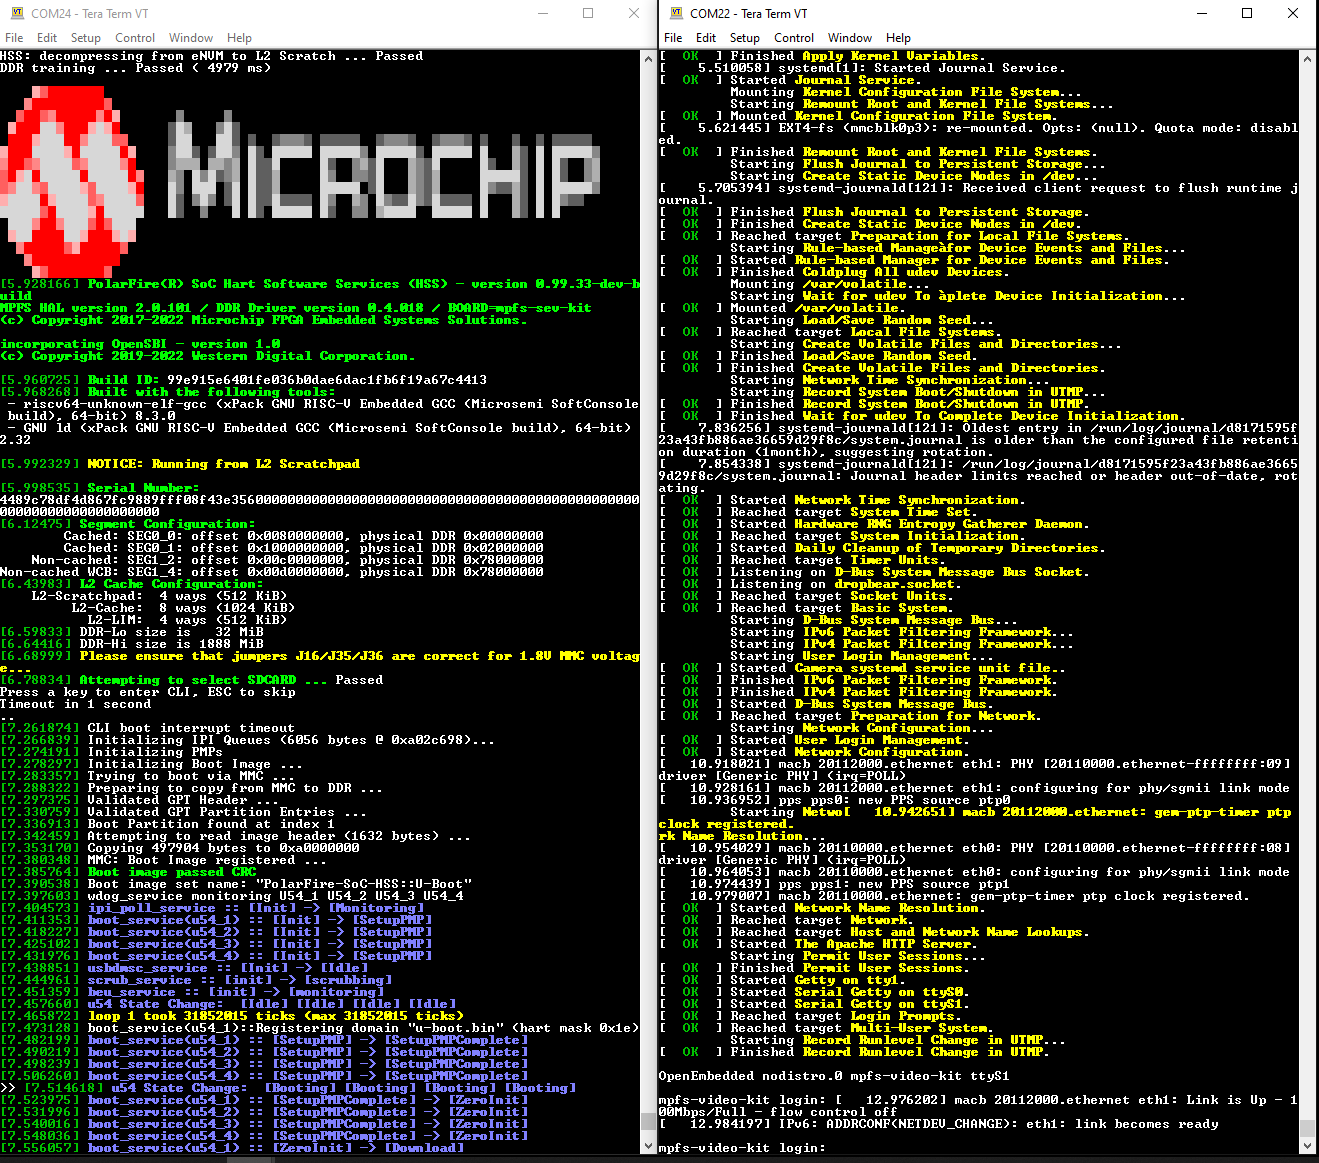 COM24 - Tera Term VT
File Edit Setup Control Window Help
HSS: decompressing from eNVM to L2 Scratch ... Passed
DDR training ... Passed ( 4979 ms)
MICROCHIP
[5.928166] PolarFire(R) SoC Hart Software Services (HSS) - version 0.99.33-dev-b
uild
MPFS HAL version 2.0.101 / DDR Driver version 0.4.018 / BOARD=mpfs-sev-kit
(c) Copyright 2017-2022 Microchip FPGA Embedded Systems Solutions.
incorporating OpenSBI - version 1.0
(c) Copyright 2019-2022 Western Digital Corporation.
[5.960725] Build ID: 99e915e6401fe036b0dae6dac1fb6f19a67c4413
[5.968268] Built with the following tools:
- riscv64-unknown-elf-gcc (xPack GNU RISC-V Embedded GCC (Microsemi SoftConsole
build), 64-bit) 8.3.0
- GNU ld (xPack GNU RISC-V Embedded GCC (Microsemi SoftConsole build), 64-bit)
2.32
[5.992329] NOTICE: Running from L2 Scratchpad
[5.998535] Serial Number:
4489c78df4d867fc9889fff08f43e356000000000000000000000000000000000000000000000000
00000000000000000000
[6.12475] Segment Configuration:
Cached: SEG0_0: offset 0x0080000000, physical DDR 0x00000000
Cached: SEG0_1: offset 0x1000000000, physical DDR 0x02000000
Non-cached: SEG1_2: offset 0x00c0000000, physical DDR 0x78000000
Non-cached WCB: SEG1_4: offset 0x00d0000000, physical DDR 0x78000000
[6.43983] L2 Cache Configuration:
L2-Scratchpad: 4 ways (512 KiB)
L2-Cache: 8 ways (1024 KiB)
L2-LIM: 4 ways (512 KiB)
[6.59833] DDR-Lo size is 32 MiB
[6.64416] DDR-Hi size is 1888 MiB
[6.68999] Please ensure that jumpers J16/J35/J36 are correct for 1.8V MMC voltag
e...
[6.78834] Attempting to select SDCARD ... Passed
Press a key to enter CLI, ESC to skip
Timeout in 1 second
..
[7.261874] CLI boot interrupt timeout
[7.266839] Initializing IPI Queues (6056 bytes @ 0xa02c698)...
[7.274191] Initializing PMPs
[7.278297] Initializing Boot Image ...
[7.283357] Trying to boot via MMC ...
[7.288322] Preparing to copy from MMC to DDR ...
[7.297375] Validated GPT Header ...
[7.330759] Validated GPT Partition Entries ...
[7.336913] Boot Partition found at index 1
[7.342459] Attempting to read image header (1632 bytes) ...
[7.353170] Copying 497904 bytes to 0xa0000000
[7.380348] MMC: Boot Image registered ...
[7.385764] Boot image passed CRC
[7.390538] Boot image set name: "PolarFire-SoC-HSS::U-Boot"
[7.397603] wdog_service monitoring U54_1 U54_2 U54_3 U54_4
[7.404573] ipi_poll_service :: [Init] -> [Monitoring]
[7.411353] boot_service(u54_1) :: [Init] -> [SetupPMP]
[7.418227] boot_service(u54_2) :: [Init] -> [SetupPMP]
[7.425102] boot_service(u54_3) :: [Init] -> [SetupPMP]
[7.431976] boot_service(u54_4) :: [Init] -> [SetupPMP]
[7.438851] usbdmsc_service :: [Init] -> [Idle]
[7.444961] scrub_service :: [init] -> [scrubbing]
[7.451359] beu_service :: [init] -> [monitoring]
[7.457660] u54 State Change: [Idle] [Idle] [Idle] [Idle]
[7.465872] loop 1 took 31852015 ticks (max 31852015 ticks)
[7.473128] boot_service(u54_1)::Registering domain "u-boot.bin" (hart mask 0x1e)
[7.482199] boot_service(u54_1) :: [SetupPMP] -> [SetupPMPComplete]
[7.490219] boot_service(u54_2) :: [SetupPMP] -> [SetupPMPComplete]
[7.498239] boot_service(u54_3) :: [SetupPMP] -> [SetupPMPComplete]
[7.506260] boot_service(u54_4) :: [SetupPMP] -> [SetupPMPComplete]
>> [7.514618] u54 State Change: [Booting] [Booting] [Booting] [Booting]
[7.523975] boot_service(u54_1) :: [SetupPMPComplete] -> [ZeroInit]
[7.531996] boot_service(u54_2) :: [SetupPMPComplete] -> [ZeroInit]
[7.540016] boot_service(u54_3) :: [SetupPMPComplete] -> [ZeroInit]
[7.548036] boot_service(u54_4) :: [SetupPMPComplete] -> [ZeroInit]
[7.556057] boot_service(u54_1) :: [ZeroInit] -> [Download]
COM22 - Tera Term VT
File Edit Setup Control Window Help
[ OK ] Finished Apply Kernel Variables.
[ 5.510058] systemd[1]: Started Journal Service.
[ OK ] Started Journal Service.
Mounting Kernel Configuration File System...
Starting Remount Root and Kernel File Systems...
[ OK ] Mounted Kernel Configuration File System.
[ 5.621445] EXT4-fs (mmcblk0p3): re-mounted. Opts: (null). Quota mode: disabl
ed.
[ OK ] Finished Remount Root and Kernel File Systems.
Starting Flush Journal to Persistent Storage...
Starting Create Static Device Nodes in /dev...
[ 5.705394] systemd-journald[121]: Received client request to flush runtime j
ournal.
[ OK ] Finished Flush Journal to Persistent Storage.
[ OK ] Finished Create Static Device Nodes in /dev.
[ OK ] Reached target Preparation for Local File Systems.
Starting Rule-based Manageàfor Device Events and Files...
[ OK ] Started Rule-based Manager for Device Events and Files.
[ OK ] Finished Coldplug All udev Devices.
Mounting /var/volatile...
Starting Wait for udev To àplete Device Initialization...
[ OK ] Mounted /var/volatile.
Starting Load/Save Random Seed...
[ OK ] Reached target Local File Systems.
Starting Create Volatile Files and Directories...
[ OK ] Finished Load/Save Random Seed.
[ OK ] Finished Create Volatile Files and Directories.
Starting Network Time Synchronization...
Starting Record System Boot/Shutdown in UTMP...
[ OK ] Finished Record System Boot/Shutdown in UTMP.
[ OK ] Finished Wait for udev To Complete Device Initialization.
[ 7.836256] systemd-journald[121]: Oldest entry in /run/log/journal/d8171595f
23a43fb886ae36659d29f8c/system.journal is older than the configured file retenti
on duration (1month), suggesting rotation.
[ 7.854338] systemd-journald[121]: /run/log/journal/d8171595f23a43fb886ae3665
9d29f8c/system.journal: Journal header limits reached or header out-of-date, rot
ating.
[ OK ] Started Network Time Synchronization.
[ OK ] Reached target System Time Set.
[ OK ] Started Hardware RNG Entropy Gatherer Daemon.
[ OK ] Reached target System Initialization.
[ OK ] Started Daily Cleanup of Temporary Directories.
[ OK ] Reached target Timer Units.
[ OK ] Listening on D-Bus System Message Bus Socket.
[ OK ] Listening on dropbear.socket.
[ OK ] Reached target Socket Units.
[ OK ] Reached target Basic System.
Starting D-Bus System Message Bus...
Starting IPv6 Packet Filtering Framework...
Starting IPv4 Packet Filtering Framework...
Starting User Login Management...
[ OK ] Started Camera systemd service unit file..
[ OK ] Finished IPv6 Packet Filtering Framework.
[ OK ] Finished IPv4 Packet Filtering Framework.
[ OK ] Started D-Bus System Message Bus.
[ OK ] Reached target Preparation for Network.
Starting Network Configuration...
[ OK ] Started User Login Management.
[ OK ] Started Network Configuration.
[ 10.918021] macb 20112000.ethernet eth1: PHY [20110000.ethernet-ffffffff:09]
driver [Generic PHY] (irq=POLL)
[ 10.928161] macb 20112000.ethernet eth1: configuring for phy/sgmii link mode
[ 10.936952] pps pps0: new PPS source ptp0
Starting Netwo[ 10.942651] macb 20112000.ethernet: gem-ptp-timer ptp
clock registered.
rk Name Resolution...
[ 10.954029] macb 20110000.ethernet eth0: PHY [20110000.ethernet-ffffffff:08]
driver [Generic PHY] (irq=POLL)
[ 10.964053] macb 20110000.ethernet eth0: configuring for phy/sgmii link mode
[ 10.974439] pps pps1: new PPS source ptp1
[ 10.979007] macb 20110000.ethernet: gem-ptp-timer ptp clock registered.
[ OK ] Started Network Name Resolution.
[ OK ] Reached target Network.
[ OK ] Reached target Host and Network Name Lookups.
[ OK ] Started The Apache HTTP Server.
Starting Permit User Sessions...
[ OK ] Finished Permit User Sessions.
[ OK ] Started Getty on tty1.
[ OK ] Started Serial Getty on ttyS0.
[ OK ] Started Serial Getty on ttyS1.
[ OK ] Reached target Login Prompts.
[ OK ] Reached target Multi-User System.
Starting Record Runlevel Change in UTMP...
[ OK ] Finished Record Runlevel Change in UTMP.
OpenEmbedded nodistro.0 mpfs-video-kit ttyS1
mpfs-video-kit login: [ 12.976202] macb 20112000.ethernet eth1: Link is Up - 1
00Mbps/Full - flow control off
[ 12.984197] IPv6: ADDRCONF(NETDEV_CHANGE): eth1: link becomes ready
mpfs-video-kit login: